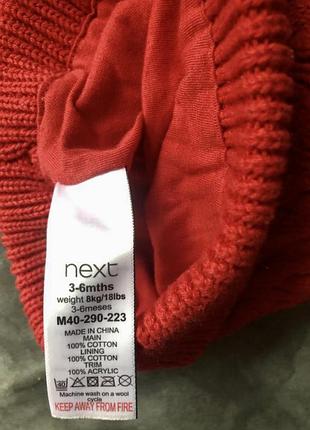 next
3-6mths
weight 8kg/18lbs
3-6meses
M40-290-223
MADE IN CHINA
MAIN
100% COTTON
LINING
100% COTTON
TRIM
100% ACRYLIC
40
Machine wash on a wool
cycle
KEEP AWAY FROM FIRE